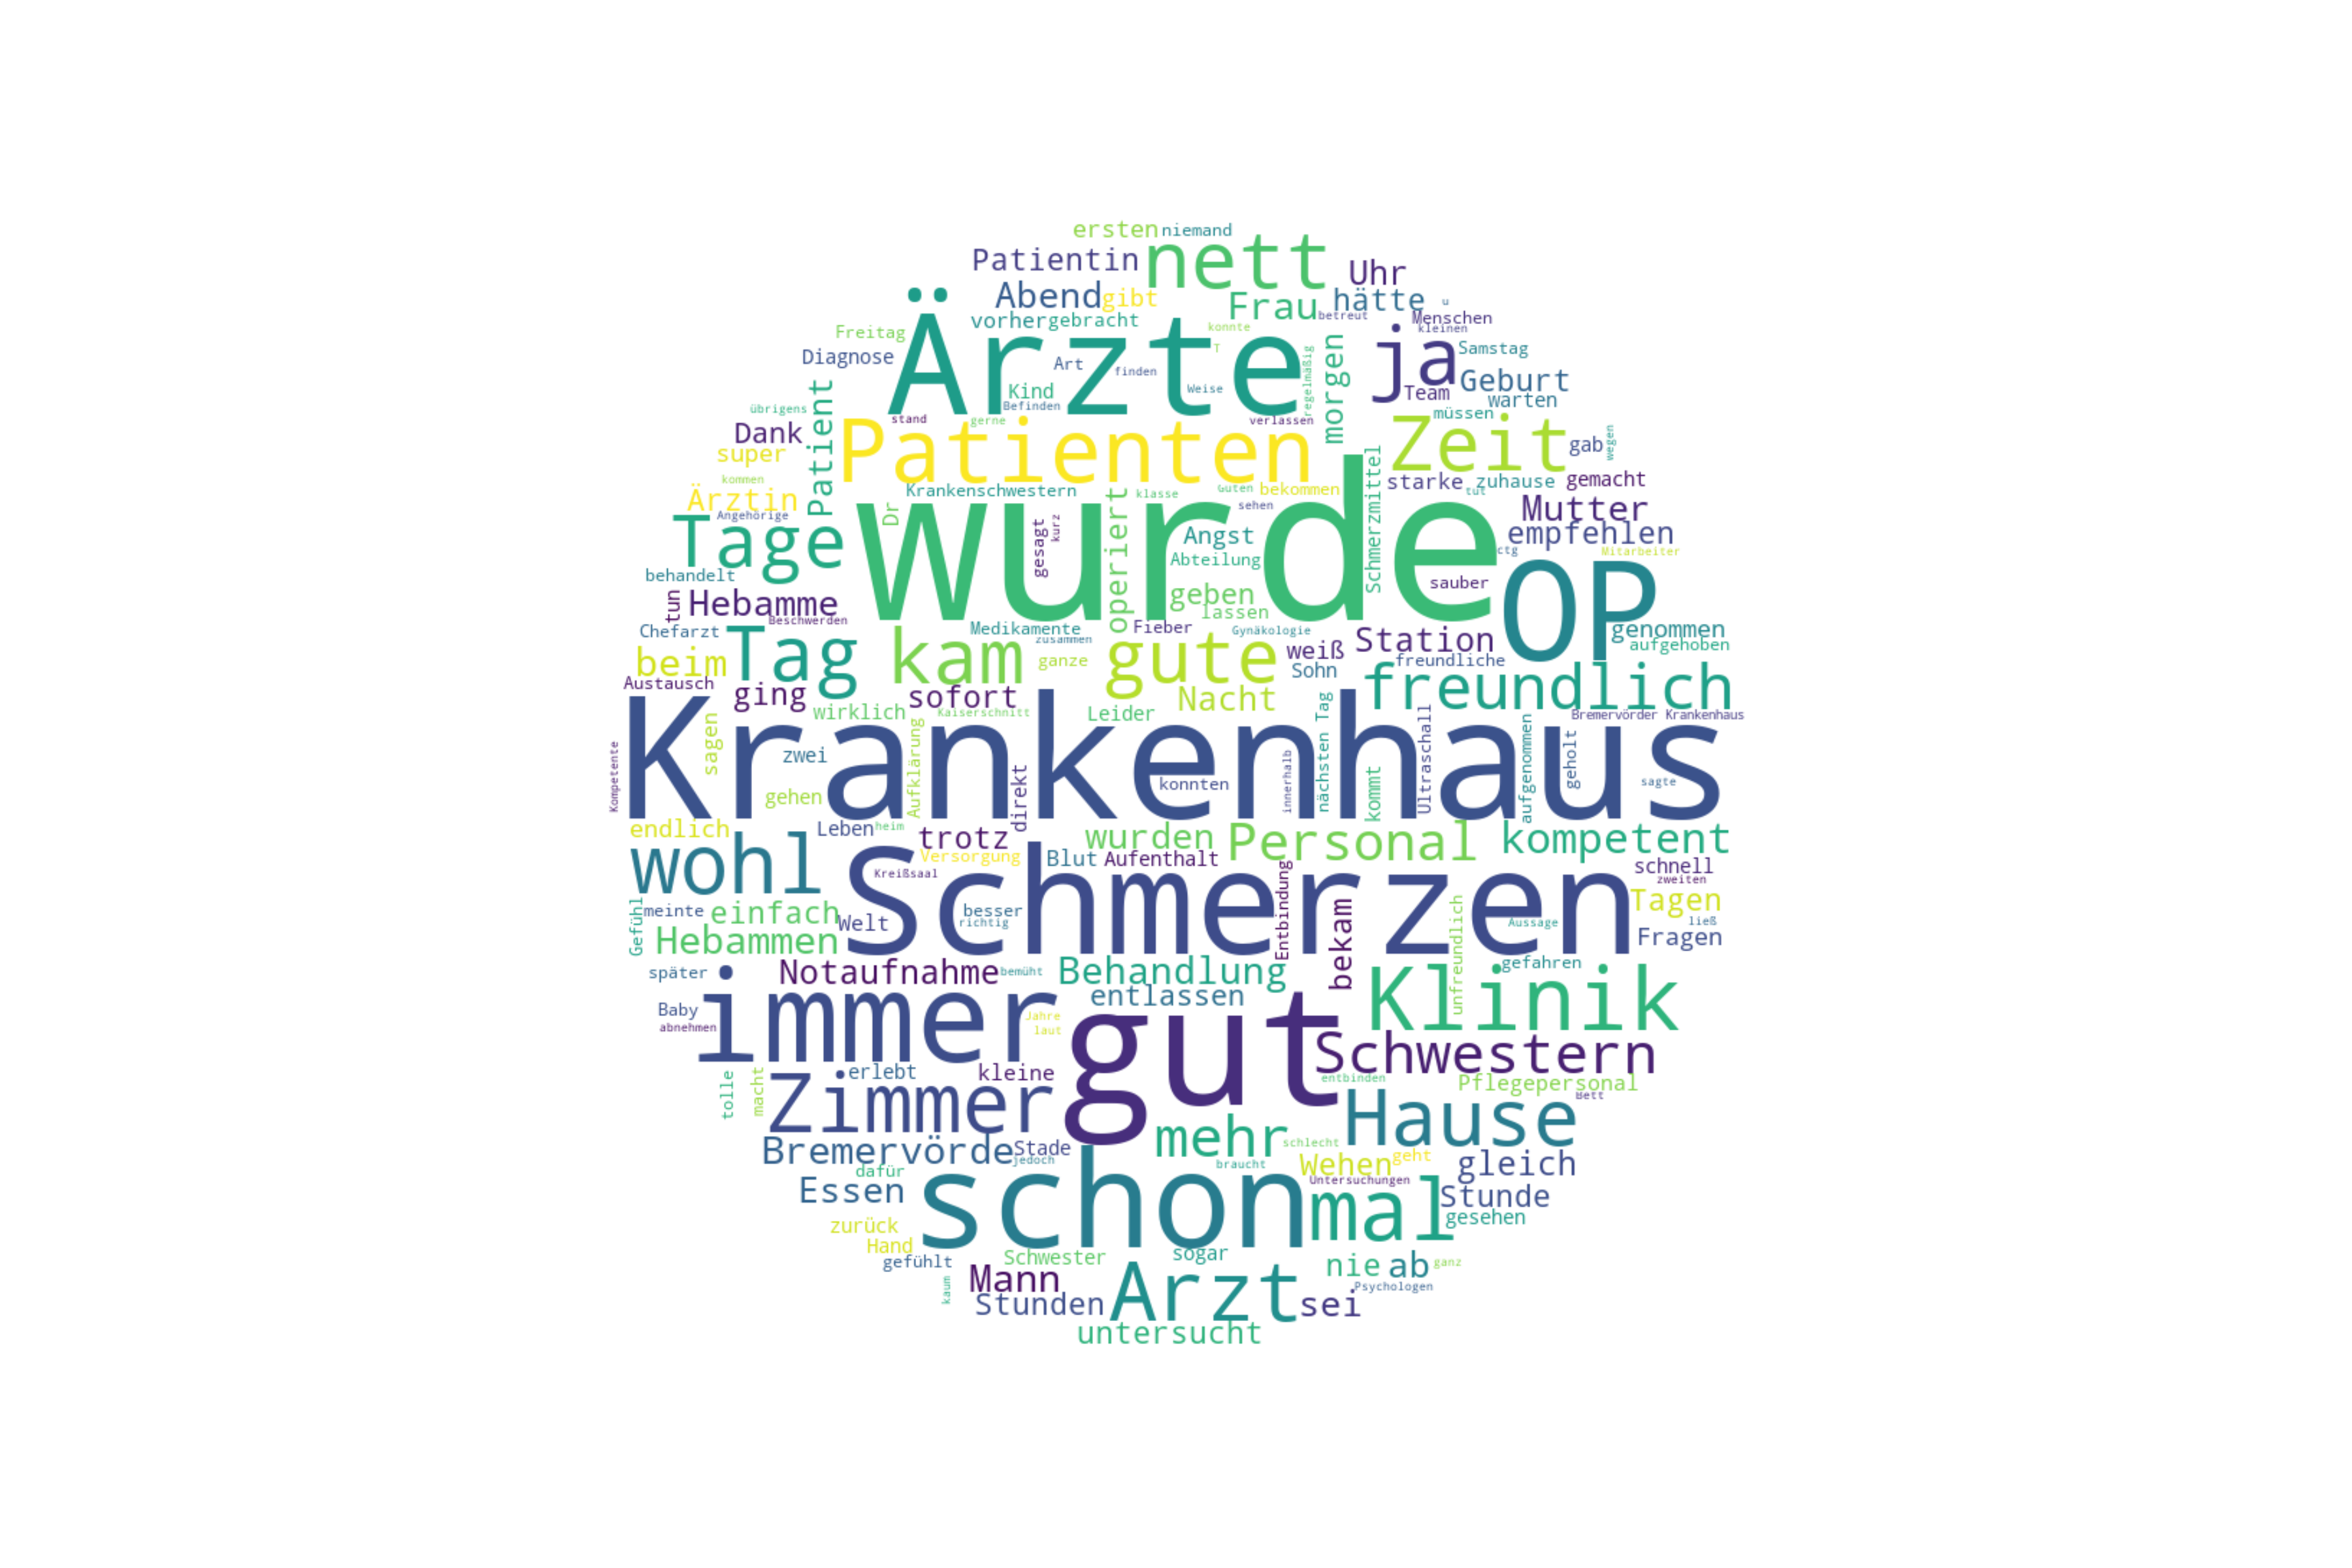 ersten niemand
Patientin nett Uhr
Abend gibt Frau hätte u
vorher gebracht konnte betreut Menschen
Freitag Ärzte T ja kleinen
Diagnose Art finden regelmäßig morgen Samstag
Kind Weise Team Geburt
übrigens Patient Befinden warten
Dank stand gerne verlassen müssen
super Patienten Zeit gab wegen
kommen Krankenschwestern klasse Guten bekommen Schmerzmittel starke tut zuhause gemacht
Ärztin Dr sehen Mutter
Angehörige wurde empfehlen
Tage gesagt kurz operiert Angst ctg Mitarbeiter
behandelt Abteilung sauber OP
tun Hebamme geben lassen
Beschwerden
Chefarzt Medikamente Fieber Gynäkologie Station genommen
beim Tag kam zusammen gute weiß aufgehoben
ganze Sohn freundliche
Austausch ging sofort Nacht freundlich
wirklich Kaiserschnitt Leider Bremervörder Krankenhaus
Kompetente sagen zwei Aufklärung Krankenhaus nächsten Tag Ultraschall aufgenommen geholt
gehen direkt konnten innerhalb kommt sagte
endlich Leben heim trotz wurden Personal kompetent
wohl Versorgung Blut Aufenthalt schnell
Kreißsaal Schmerzen Entbindung zweiten
Gefühl meinte einfach Welt besser bekam unfreundlich Tagen
richtig Aussage ließ
Hebammen Fragen
später Notaufnahme bemüht Behandlung gefahren
Baby immer Jahre entlassen Klinik
abnehmen laut gut
Schwestern
tolle macht erlebt kleine entbinden Pflegepersonal
Zimmer Bett
Hause
Bremervörde Stade mehr schlecht
dafür jedoch braucht Wehen geht gleich
Essen Untersuchungen Stunde
schon mal gesehen
zurück
Hand Schwester sogar
gefühlt nie ab ganz
kaum Mann Arzt Psychologen
Stunden sei
untersucht